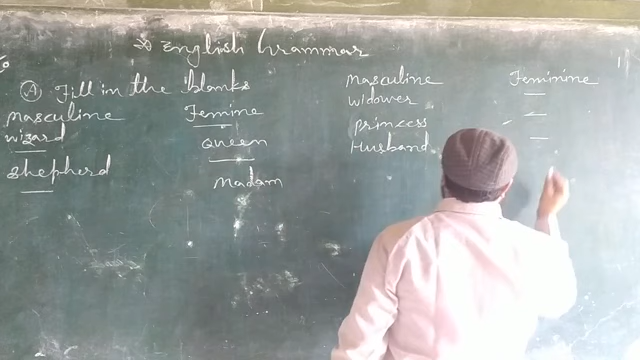 English Grammar
(A) Fill in the blanks
Masculine Femine
wizard
Queen
shepherd
Madam
Masculine Feminine
widower
Princess
Husband